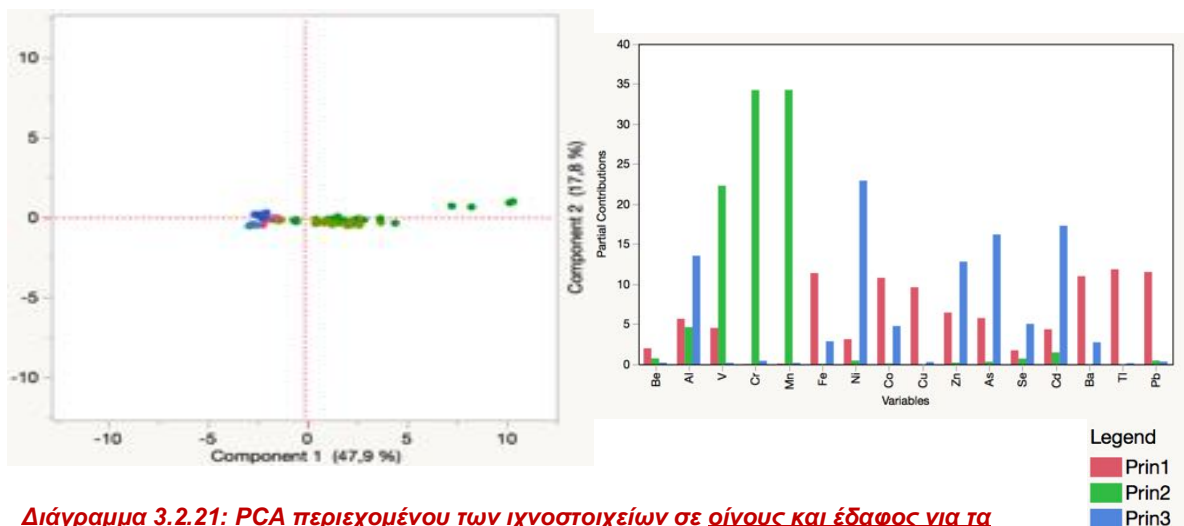 10
5
0
-5
-10
-10 -5 0 5 10
Component 1 (47,9 %)
Component 2 (17,8 %)
40
35
30
25
20
15
10
5
0
Partial Contributions
Be Al V Cr Mn Fe Ni Co Cu Zn As Se Cd Ba Tl Pb
Variables
Legend
Prin1
Prin2
Prin3
Διάγραμμα 3.2.21: PCA περιεχομένου των ιχνοστοιχείων σε οίνους και έδαφος για τα